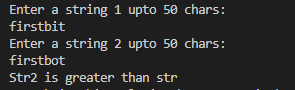 Enter a string 1 upto 50 chars:
firstbit
Enter a string 2 upto 50 chars:
firstbot
Str2 is greater than str